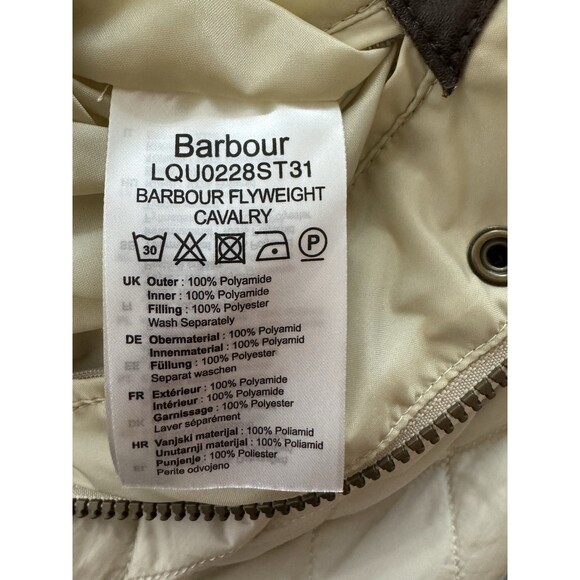 Barbour
LQU0228ST31
BARBOUR FLYWEIGHT
CAVALRY
30 P
UK Outer : 100% Polyamide
Inner : 100% Polyamide
Filling : 100% Polyester
Wash Separately
DE Obermaterial : 100% Polyamid
Innenmaterial : 100% Polyamid
Füllung : 100% Polyester
Separat waschen
FR Extérieur : 100% Polyamide
Intérieur : 100% Polyamide
Garnissage : 100% Polyester
Laver séparément
HR Vanjski materijal : 100% Poliamid
Unutarnji materijal : 100% Poliamid
Punjenje : 100% Poliester
Perite odvojeno